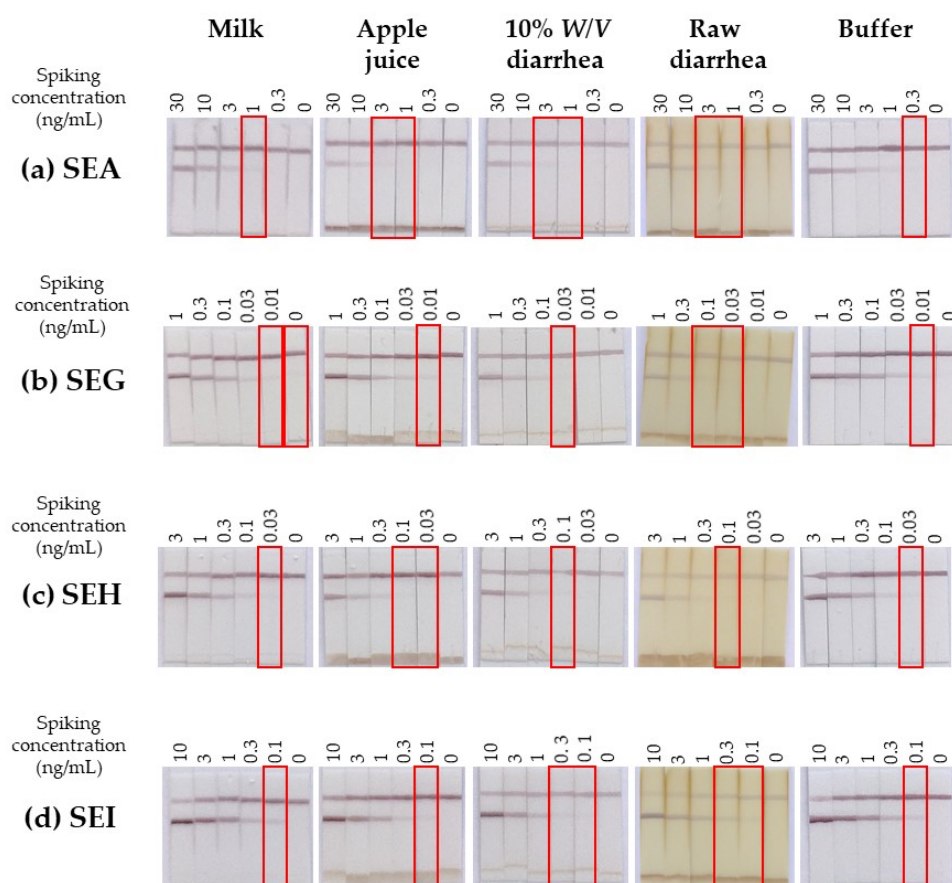 Milk Apple juice 10% W/V diarrhea Raw diarrhea Buffer
Spiking concentration (ng/mL)
30 10 3 1 0.3 0 30 10 3 1 0.3 0 30 10 3 1 0.3 0 30 10 3 1 0.3 0 30 10 3 1 0.3 0
(a) SEA
Spiking concentration (ng/mL)
1 0.3 0.1 0.03 0.01 0 1 0.3 0.1 0.03 0.01 0 1 0.3 0.1 0.03 0.01 0 1 0.3 0.1 0.03 0.01 0 1 0.3 0.1 0.03 0.01 0
(b) SEG
Spiking concentration (ng/mL)
3 1 0.3 0.1 0.03 0 3 1 0.3 0.1 0.03 0 3 1 0.3 0.1 0.03 0 3 1 0.3 0.1 0.03 0 3 1 0.3 0.1 0.03 0
(c) SEH
Spiking concentration (ng/mL)
10 3 1 0.3 0.1 0 10 3 1 0.3 0.1 0 10 3 1 0.3 0.1 0 10 3 1 0.3 0.1 0 10 3 1 0.3 0.1 0
(d) SEI